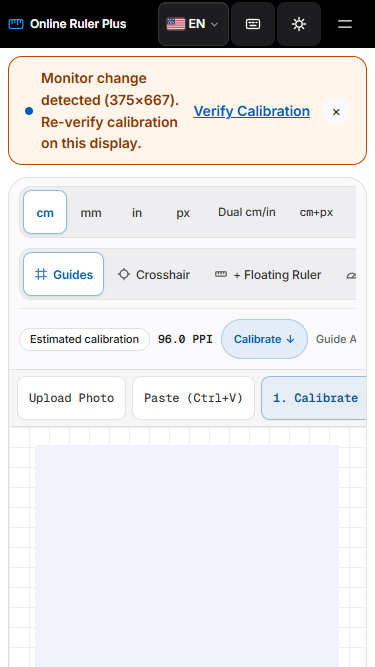 Online Ruler Plus
EN
Monitor change
detected (375×667).
Re-verify calibration
on this display.
Verify Calibration
×
cm mm in px Dual cm/in cm+px
Guides Crosshair + Floating Ruler
Estimated calibration 96.0 PPI Calibrate ↓ Guide A
Upload Photo Paste (Ctrl+V) 1. Calibrate